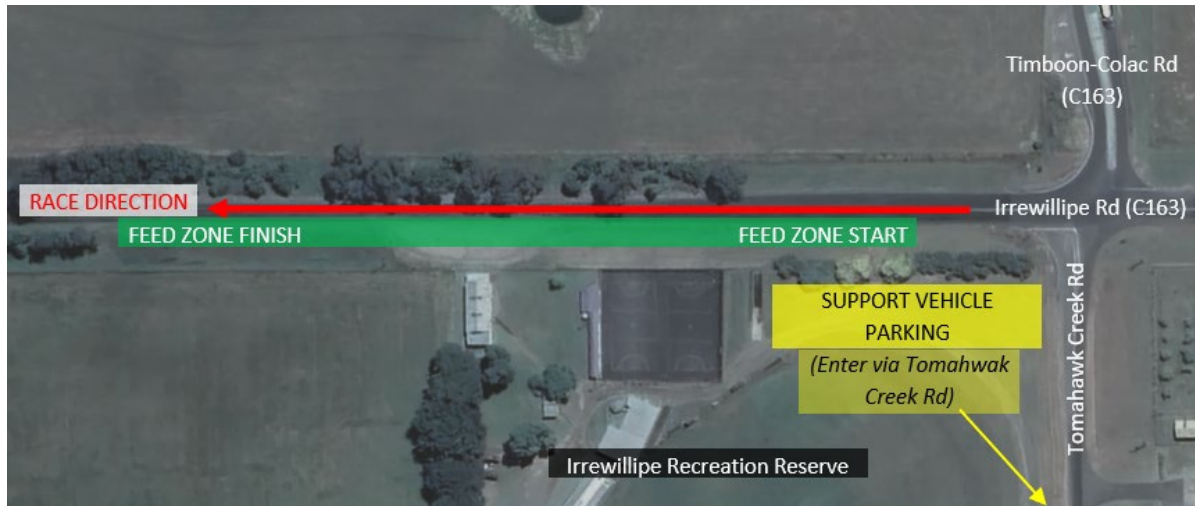 Timboon-Colac Rd
(C163)
RACE DIRECTION
Irrewillipe Rd (C163)
FEED ZONE FINISH
FEED ZONE START
SUPPORT VEHICLE
PARKING
(Enter via Tomahwak
Creek Rd)
Tomahawk Creek Rd
Irrewillipe Recreation Reserve